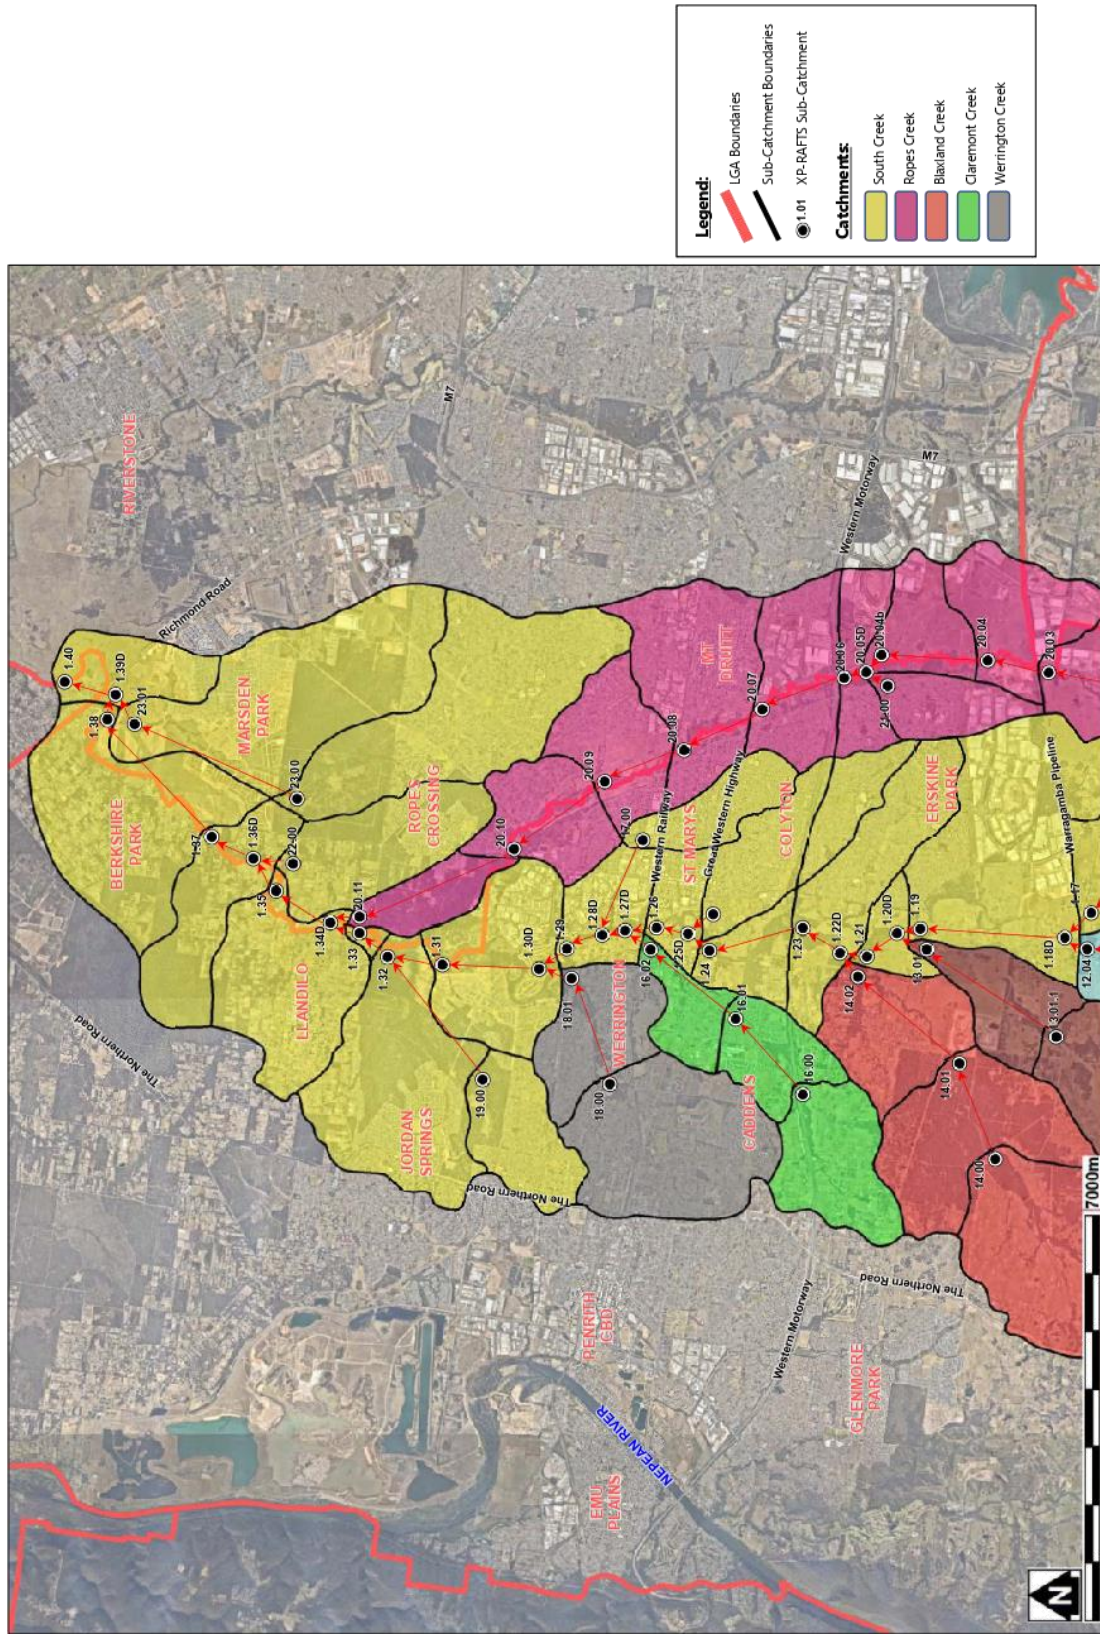 Legend:
LGA Boundaries
Sub-Catchment Boundaries
1.01 XP-RAFTS Sub-Catchment
Catchments:
South Creek
Ropes Creek
Blaxland Creek
Claremont Creek
Werrington Creek
RIVERSTONE
Richmond Road
M7
1.40
1.39D
1.38
23.01
MARSDEN
PARK
BERKSHIRE
PARK
23.00
1.37
1.36D
22.00
1.35
ROPES
CROSSING
1.34D
20.11
1.33
1.32
1.31
LLANDILO
The Northern Road
JORDAN
SPRINGS
19.00
The Northern Road
20.10
20.09
20.08
20.07
MT
DRUITT
20.06
20.05D
20.04b
21.00
20.04
20.03
Western Motorway
M7
17.00
Western Railway
ST MARYS
Great Western Highway
COLYTON
ERSKINE
PARK
Warragamba Pipeline
1.30D
1.29
1.28D
1.27D
1.26
1.25D
1.24
1.23
1.22D
1.21
1.20D
1.19
1.18D
1.17
12.04
13.01
13.01.1
14.02
14.01
14.00
16.02
16.01
16.00
18.01
18.00
WERRINGTON
CADDENS
PENRITH
CBD
EMU
PLAINS
NEPEAN RIVER
GLENMORE
PARK
Western Motorway
The Northern Road
N
7000m